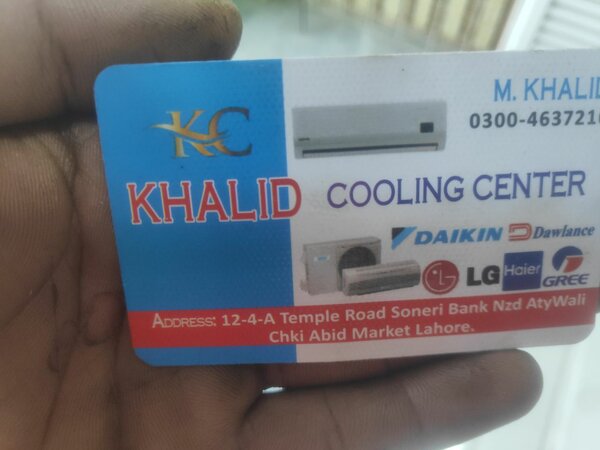 KC
M. KHALID
0300-4637210
KHALID COOLING CENTER
DAIKIN Dawlance
LG Haier GREE
ADDRESS: 12-4-A Temple Road Soneri Bank Nzd AtyWali
Chki Abid Market Lahore.